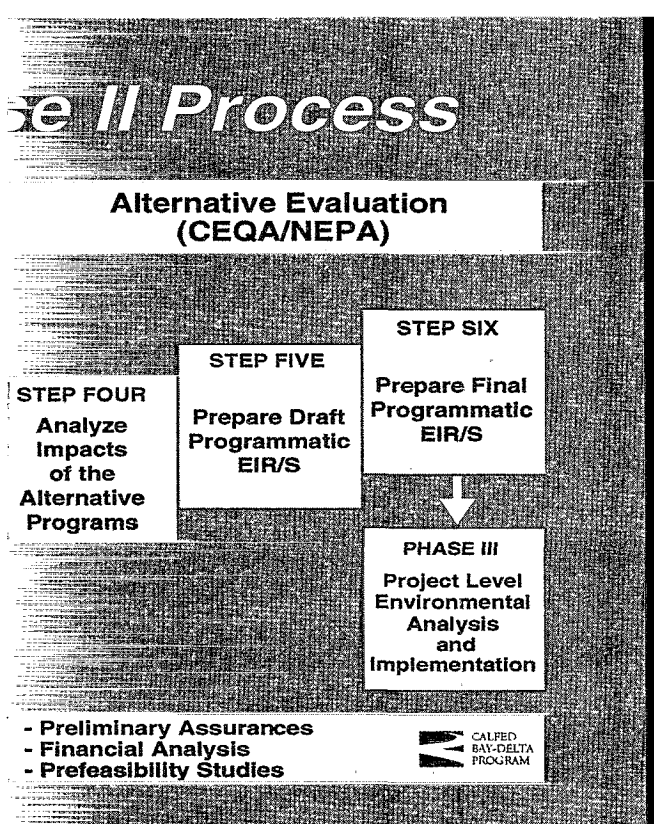 se II Process
Alternative Evaluation
(CEQA/NEPA)
STEP FOUR
Analyze
Impacts
of the
Alternative
Programs
STEP FIVE
Prepare Draft
Programmatic
EIR/S
STEP SIX
Prepare Final
Programmatic
EIR/S
PHASE III
Project Level
Environmental
Analysis
and
Implementation
- Preliminary Assurances
- Financial Analysis
- Prefeasibility Studies
CALFED
BAY-DELTA
PROGRAM